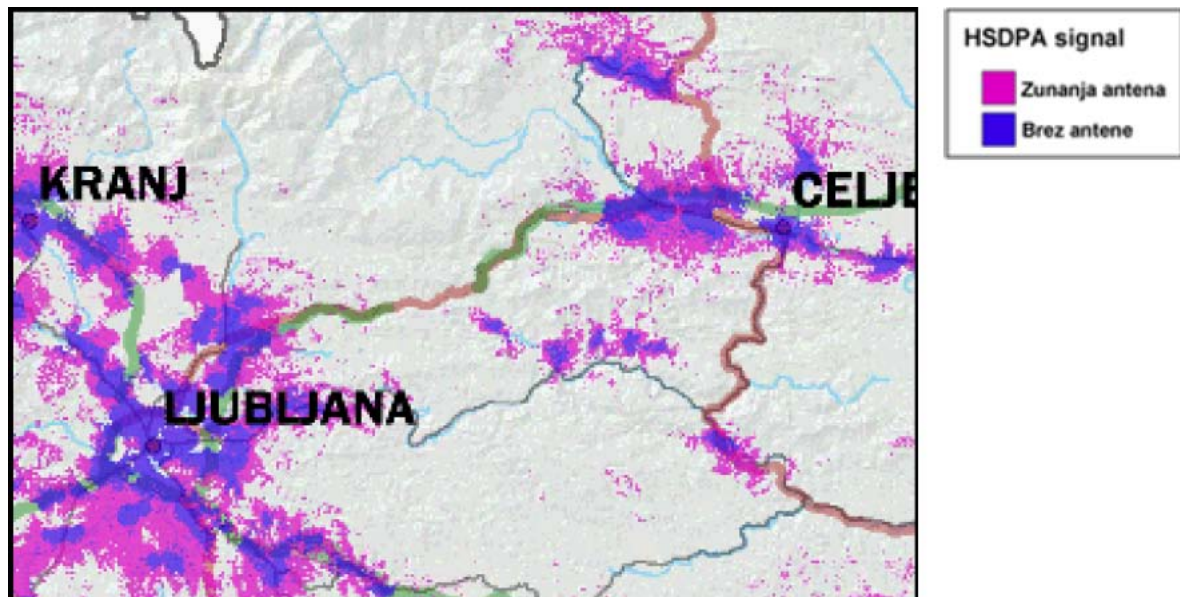 KRANJ
CELJE
LJUBLJANA
HSDPA signal
Zunanja antena
Brez antene